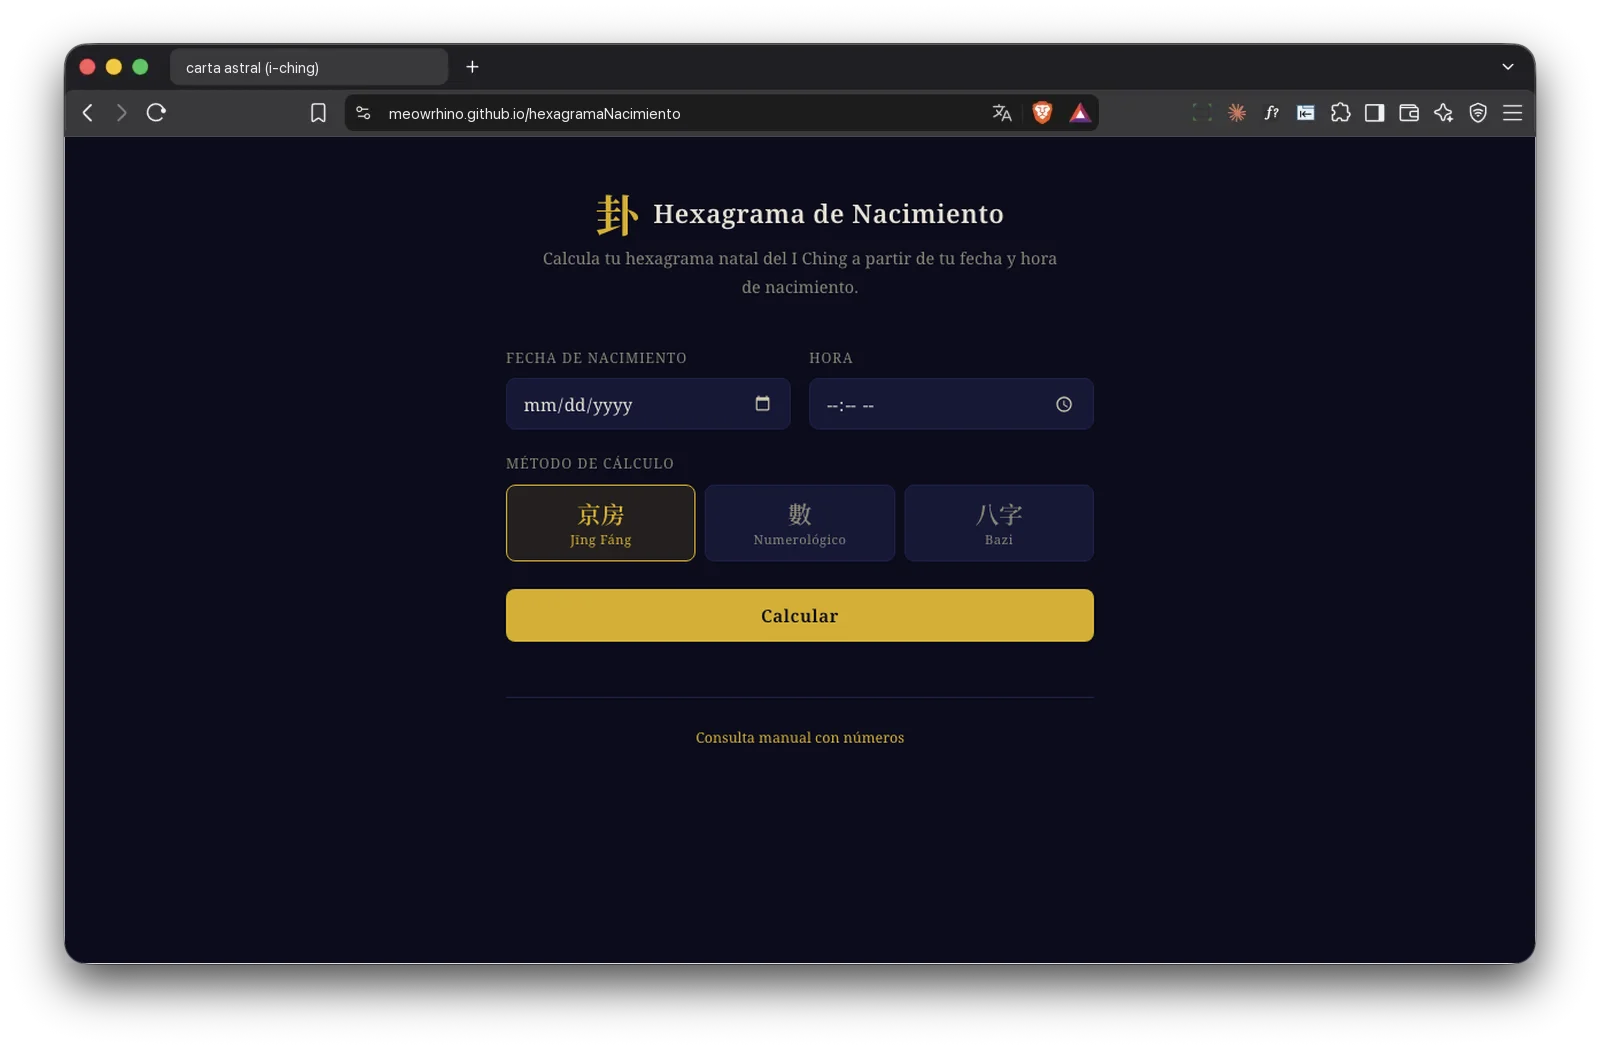 carta astral (i-ching)
meowrhino.github.io/hexagramaNacimiento
f?
卦 Hexagrama de Nacimiento
Calcula tu hexagrama natal del I Ching a partir de tu fecha y hora
de nacimiento.
FECHA DE NACIMIENTO
HORA
mm/dd/yyyy
--:-- --
MÉTODO DE CÁLCULO
京房
Jīng Fáng
數
Numerológico
八字
Bazi
Calcular
Consulta manual con números